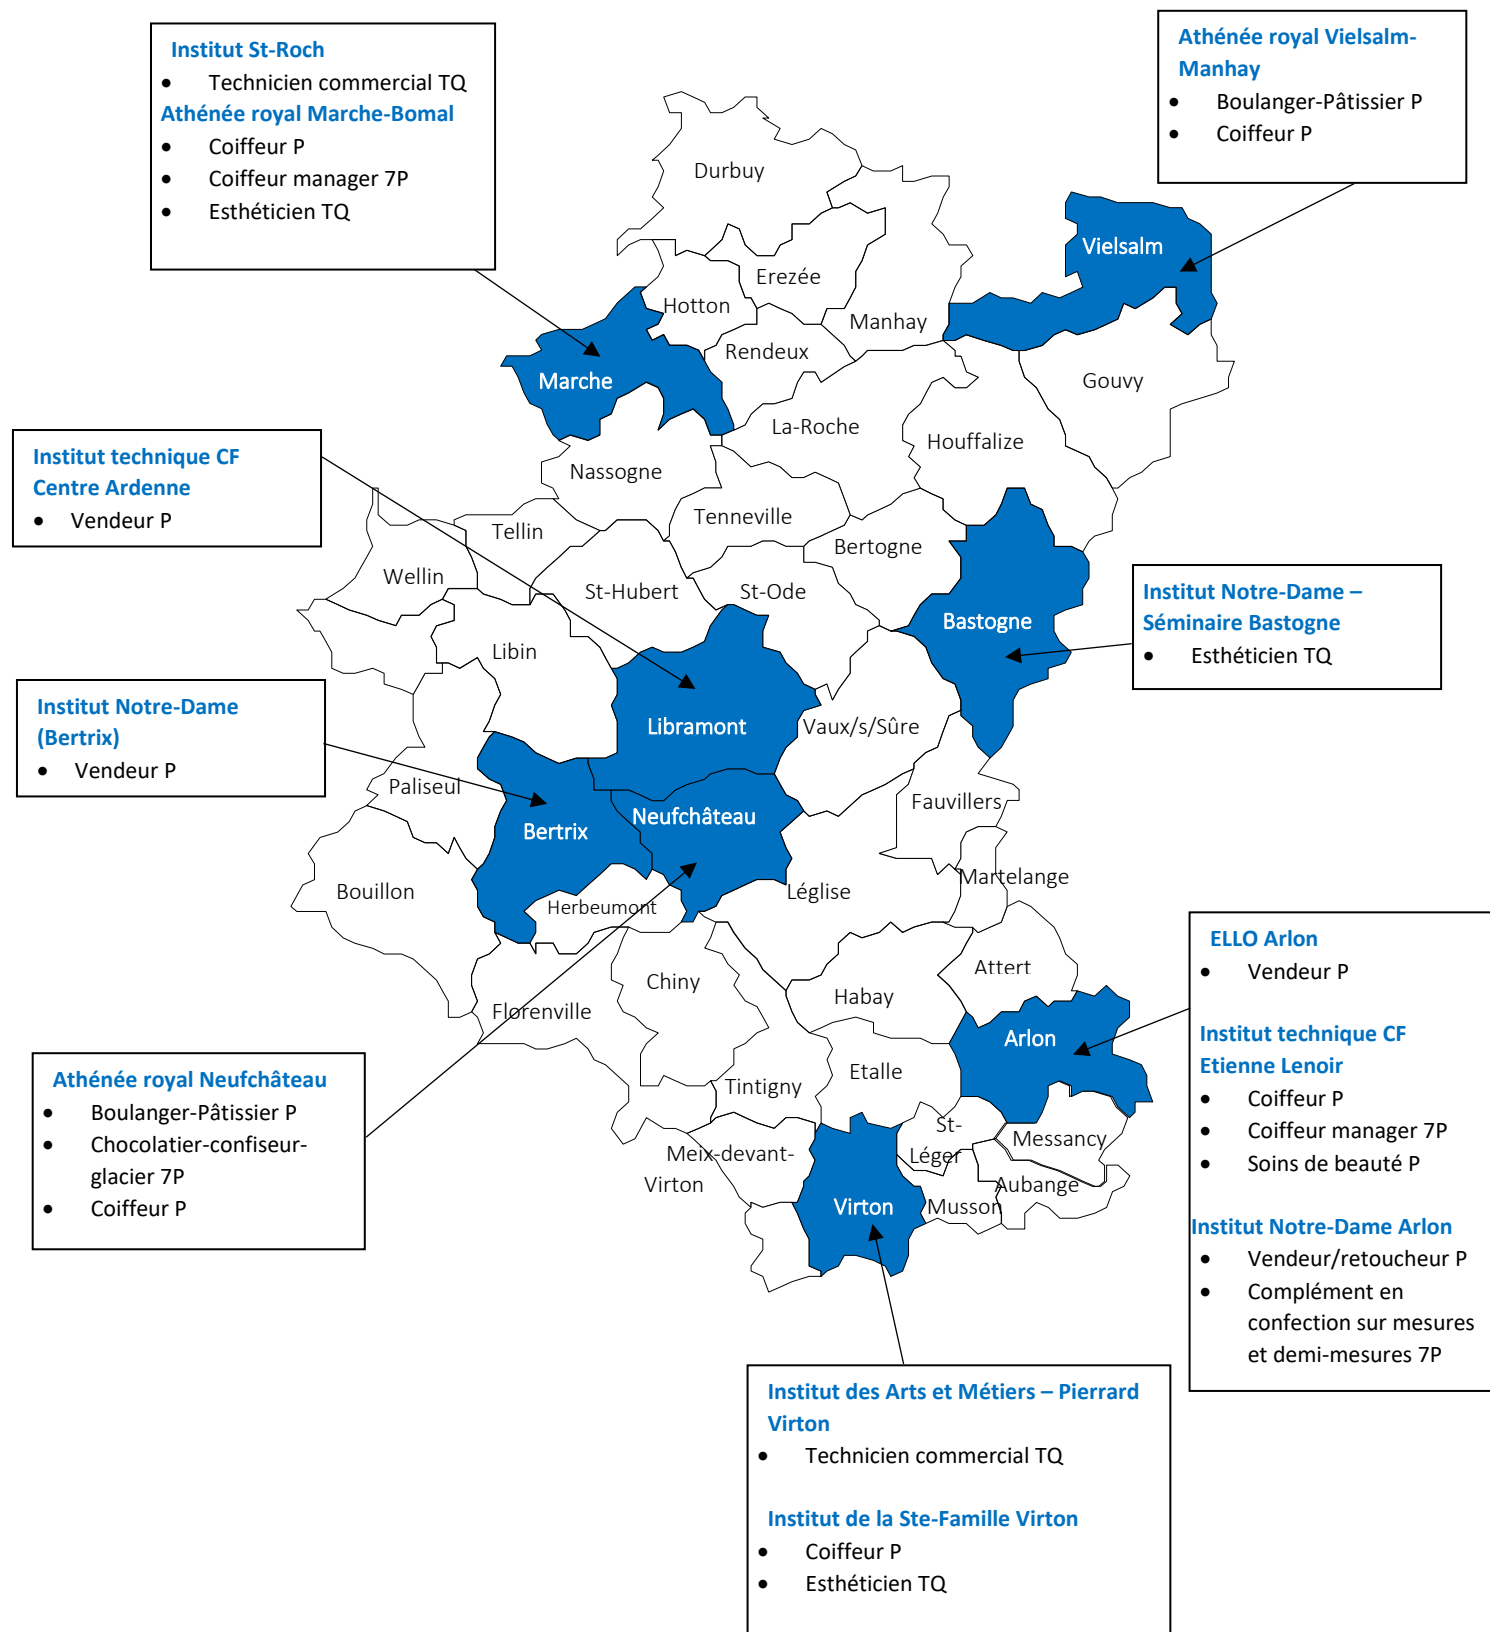 Institut St-Roch
• Technicien commercial TQ
Athénée royal Marche-Bomal
• Coiffeur P
• Coiffeur manager 7P
• Esthéticien TQ
Athénée royal Vielsalm-
Manhay
• Boulanger-Pâtissier P
• Coiffeur P
Durbuy
Vielsalm
Erezée
Hotton
Manhay
Rendeux
Marche
Gouvy
La-Roche
Houffalize
Institut technique CF
Centre Ardenne
• Vendeur P
Nassogne
Tenneville
Tellin
Bertogne
Wellin
St-Hubert
St-Ode
Bastogne
Institut Notre-Dame –
Séminaire Bastogne
• Esthéticien TQ
Libin
Institut Notre-Dame
(Bertrix)
• Vendeur P
Libramont
Vaux/s/Sûre
Paliseul
Fauvillers
Neufchâteau
Bertrix
Bouillon
Herbeumont
Léglise
Martelange
Attert
Chiny
Habay
Florenville
Arlon
ELLO Arlon
• Vendeur P
Institut technique CF
Etienne Lenoir
• Coiffeur P
• Coiffeur manager 7P
• Soins de beauté P
Institut Notre-Dame Arlon
• Vendeur/retoucheur P
• Complément en
confection sur mesures
et demi-mesures 7P
Athénée royal Neufchâteau
• Boulanger-Pâtissier P
• Chocolatier-confiseur-
glacier 7P
• Coiffeur P
Etalle
Tintigny
St-
Léger
Messancy
Meix-devant-
Virton
Aubange
Virton
Musson
Institut des Arts et Métiers – Pierrard
Virton
• Technicien commercial TQ
Institut de la Ste-Famille Virton
• Coiffeur P
• Esthéticien TQ